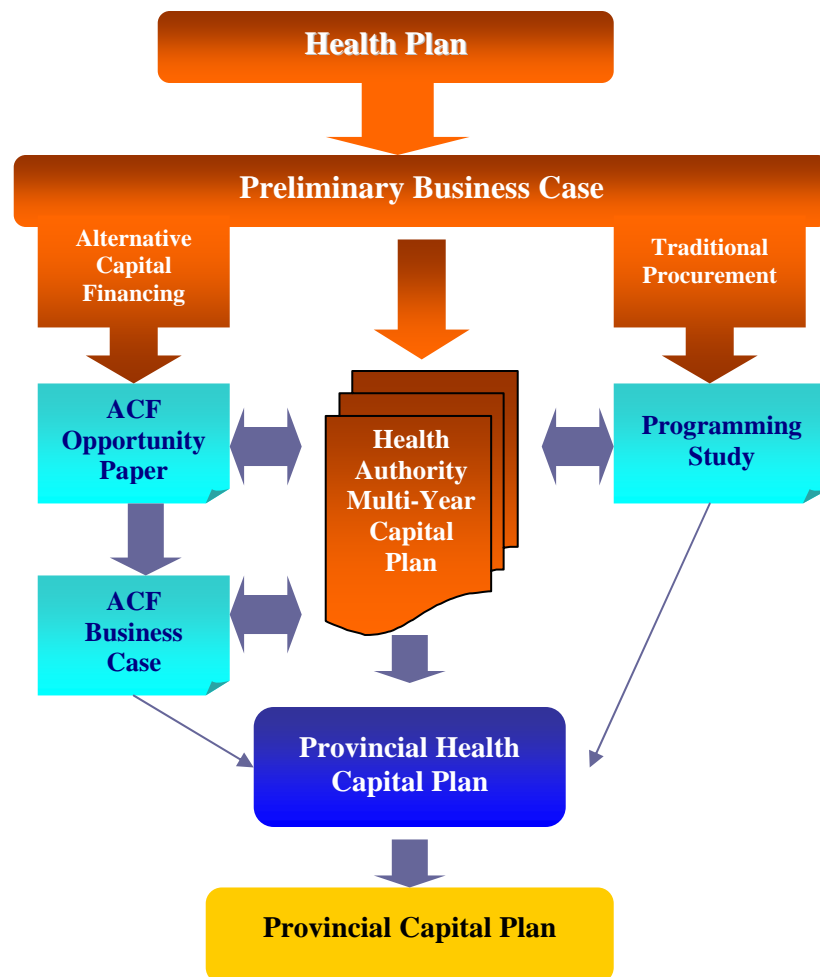 Health Plan
Preliminary Business Case
Alternative
Capital
Financing
Traditional
Procurement
ACF
Opportunity
Paper
Health
Authority
Multi-Year
Capital
Plan
Programming
Study
ACF
Business
Case
Provincial Health
Capital Plan
Provincial Capital Plan